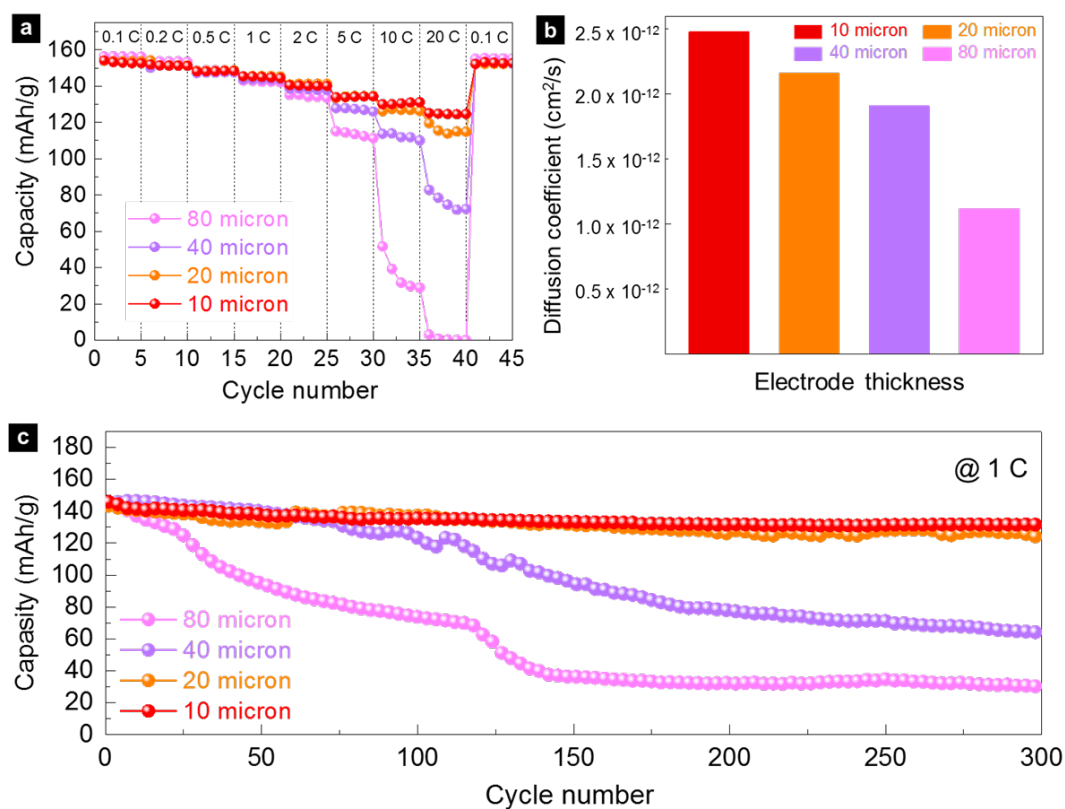 a
0.1 C 0.2 C 0.5 C 1 C 2 C 5 C 10 C 20 C 0.1 C
160
140
120
100
80
60
40
20
0
Capacity (mAh/g)
80 micron
40 micron
20 micron
10 micron
0 5 10 15 20 25 30 35 40 45
Cycle number
b
10 micron 20 micron
40 micron 80 micron
2.5 x 10-12
2.0 x 10-12
1.5 x 10-12
1.0 x 10-12
0.5 x 10-12
Diffusion coefficient (cm2/s)
Electrode thickness
c
@ 1 C
180
160
140
120
100
80
60
40
20
0
Capasity (mAh/g)
80 micron
40 micron
20 micron
10 micron
0 50 100 150 200 250 300
Cycle number